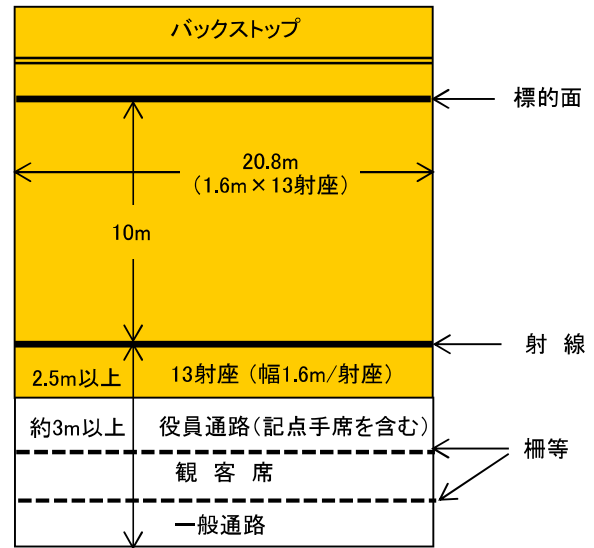 バックストップ
標的面
20.8m
（1.6m×13射座）
10m
射 線
2.5m以上
13射座（幅1.6m/射座）
約3m以上
役員通路（記点手席を含む）
柵等
観 客 席
一般通路